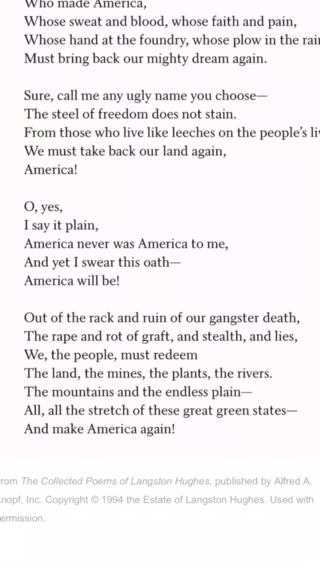 Who made America,
Whose sweat and blood, whose faith and pain,
Whose hand at the foundry, whose plow in the rai
Must bring back our mighty dream again.
Sure, call me any ugly name you choose—
The steel of freedom does not stain.
From those who live like leeches on the people's li
We must take back our land again,
America!
O, yes,
I say it plain,
America never was America to me,
And yet I swear this oath—
America will be!
Out of the rack and ruin of our gangster death,
The rape and rot of graft, and stealth, and lies,
We, the people, must redeem
The land, the mines, the plants, the rivers.
The mountains and the endless plain—
All, all the stretch of these great green states—
And make America again!
rom The Collected Poems of Langston Hughes, published by Alfred A.
nopf, Inc. Copyright © 1994 the Estate of Langston Hughes. Used with
ermission.